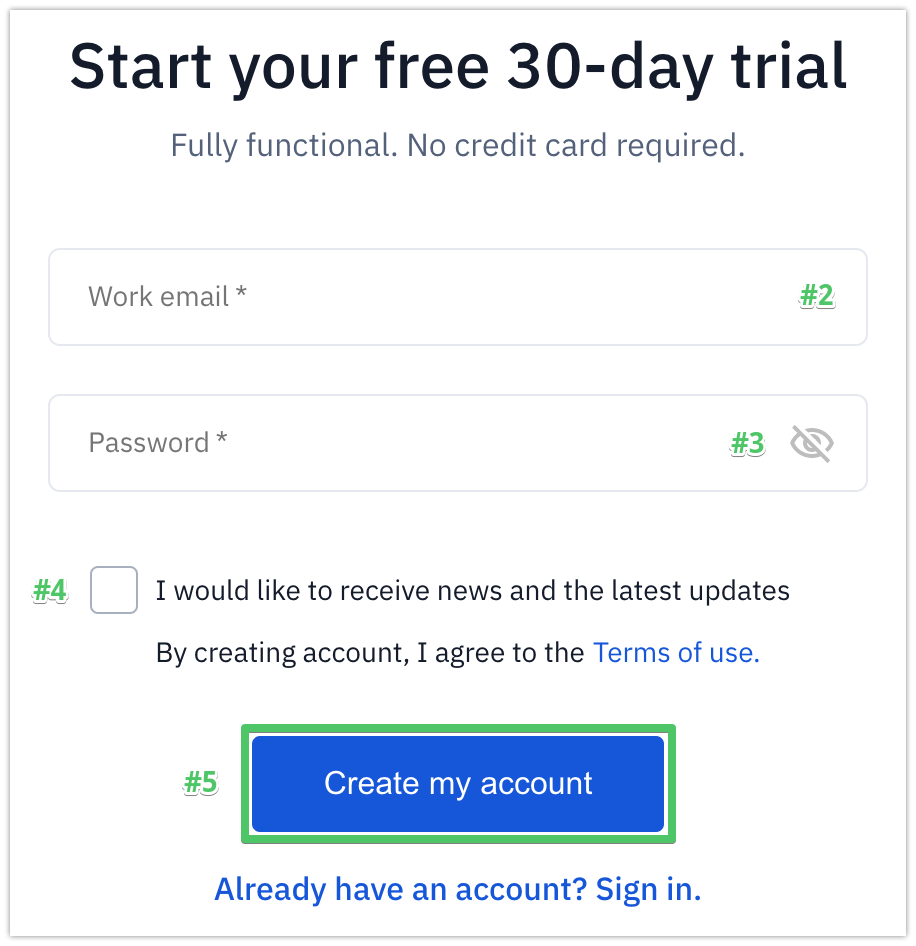 Start your free 30-day trial
Fully functional. No credit card required.
Work email * #2
Password * #3
#4 I would like to receive news and the latest updates
By creating account, I agree to the Terms of use.
#5 Create my account
Already have an account? Sign in.